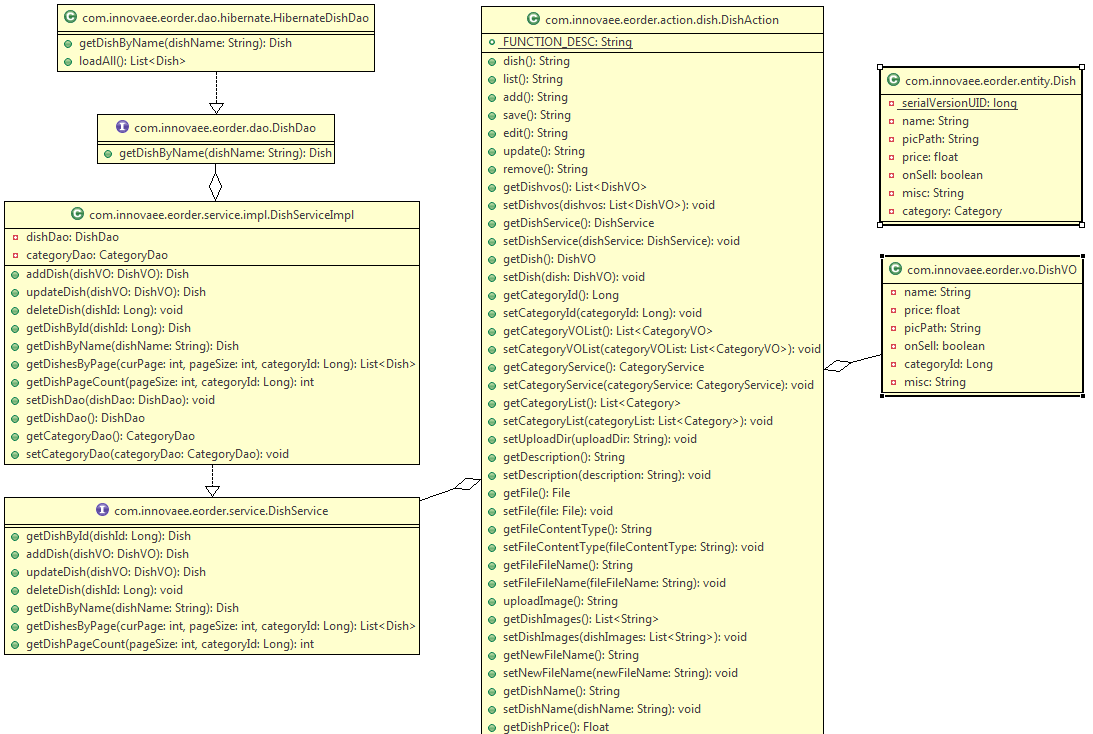 com.innovaee.eorder.dao.hibernate.HibernateDishDao
getDishByName(dishName: String): Dish
loadAll(): List<Dish>
com.innovaee.eorder.dao.DishDao
getDishByName(dishName: String): Dish
com.innovaee.eorder.service.impl.DishServiceImpl
dishDao: DishDao
categoryDao: CategoryDao
addDish(dishVO: DishVO): Dish
updateDish(dishVO: DishVO): Dish
deleteDish(dishId: Long): void
getDishById(dishId: Long): Dish
getDishByName(dishName: String): Dish
getDishesByPage(curPage: int, pageSize: int, categoryId: Long): List<Dish>
getDishPageCount(pageSize: int, categoryId: Long): int
setDishDao(dishDao: DishDao): void
getDishDao(): DishDao
getCategoryDao(): CategoryDao
setCategoryDao(categoryDao: CategoryDao): void
com.innovaee.eorder.service.DishService
getDishById(dishId: Long): Dish
addDish(dishVO: DishVO): Dish
updateDish(dishVO: DishVO): Dish
deleteDish(dishId: Long): void
getDishByName(dishName: String): Dish
getDishesByPage(curPage: int, pageSize: int, categoryId: Long): List<Dish>
getDishPageCount(pageSize: int, categoryId: Long): int
com.innovaee.eorder.action.dish.DishAction
FUNCTION_DESC: String
dish(): String
list(): String
add(): String
save(): String
edit(): String
update(): String
remove(): String
getDishvos(): List<DishVO>
setDishvos(dishvos: List<DishVO>): void
getDishService(): DishService
setDishService(dishService: DishService): void
getDish(): DishVO
setDish(dish: DishVO): void
getCategoryId(): Long
setCategoryId(categoryId: Long): void
getCategoryVOList(): List<CategoryVO>
setCategoryVOList(categoryVOList: List<CategoryVO>): void
getCategoryService(): CategoryService
setCategoryService(categoryService: CategoryService): void
getCategoryList(): List<Category>
setCategoryList(categoryList: List<Category>): void
setUploadDir(uploadDir: String): void
getDescription(): String
setDescription(description: String): void
getFile(): File
setFile(file: File): void
getFileContentType(): String
setFileContentType(fileContentType: String): void
getFileFileName(): String
setFileFileName(fileFileName: String): void
uploadImage(): String
getDishImages(): List<String>
setDishImages(dishImages: List<String>): void
getNewFileName(): String
setNewFileName(newFileName: String): void
getDishName(): String
setDishName(dishName: String): void
getDishPrice(): Float
com.innovaee.eorder.entity.Dish
serialVersionUID: long
name: String
picPath: String
price: float
onSell: boolean
misc: String
category: Category
com.innovaee.eorder.vo.DishVO
name: String
price: float
picPath: String
onSell: boolean
categoryId: Long
misc: String